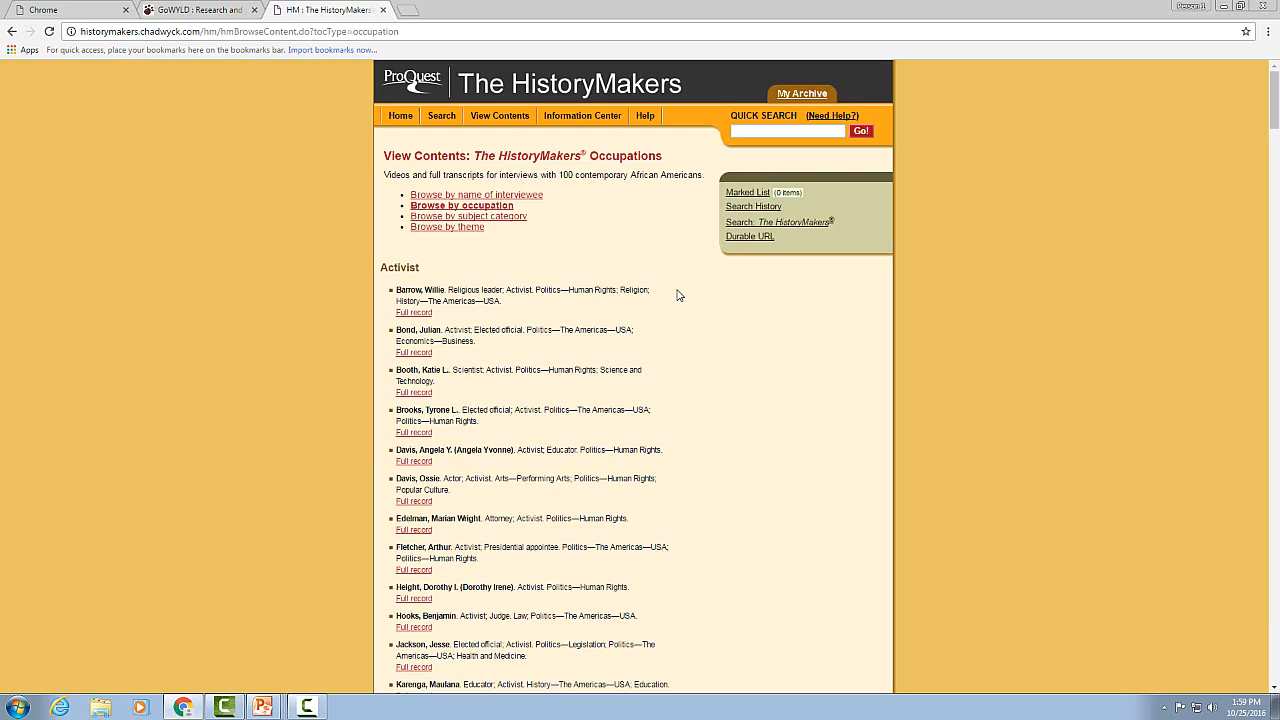 Chrome
GoWYLD : Research and
HM : The HistoryMakers
Person 1
historymakers.chadwyck.com/hm/hmBrowseContent.do?tocType=occupation
Apps For quick access, place your bookmarks here on the bookmarks bar. Import bookmarks now...
ProQuest The HistoryMakers
My Archive
Home Search View Contents Information Center Help
QUICK SEARCH (Need Help?)
Go!
View Contents: The HistoryMakers® Occupations
Videos and full transcripts for interviews with 100 contemporary African Americans.
Browse by name of interviewee
Browse by occupation
Browse by subject category
Browse by theme
Marked List (0 items)
Search History
Search: The HistoryMakers®
Durable URL
Activist
Barrow, Willie. Religious leader; Activist. Politics—Human Rights; Religion;
History—The Americas—USA.
Full record
Bond, Julian. Activist; Elected official. Politics—The Americas—USA;
Economics—Business.
Full record
Booth, Katie L.. Scientist; Activist. Politics—Human Rights; Science and
Technology.
Full record
Brooks, Tyrone L.. Elected official; Activist. Politics—The Americas—USA;
Politics—Human Rights.
Full record
Davis, Angela Y. (Angela Yvonne). Activist; Educator. Politics—Human Rights.
Full record
Davis, Ossie. Actor; Activist. Arts—Performing Arts; Politics—Human Rights;
Popular Culture.
Full record
Edelman, Marian Wright. Attorney; Activist. Politics—Human Rights.
Full record
Fletcher, Arthur. Activist; Presidential appointee. Politics—The Americas—USA;
Politics—Human Rights.
Full record
Height, Dorothy I. (Dorothy Irene). Activist. Politics—Human Rights.
Full record
Hooks, Benjamin. Activist; Judge. Law; Politics—The Americas—USA.
Full record
Jackson, Jesse. Elected official; Activist. Politics—Legislation; Politics—The
Americas—USA; Health and Medicine.
Full record
Karenga, Maulana. Educator; Activist. History—The Americas—USA; Education.
1:59 PM
10/25/2016